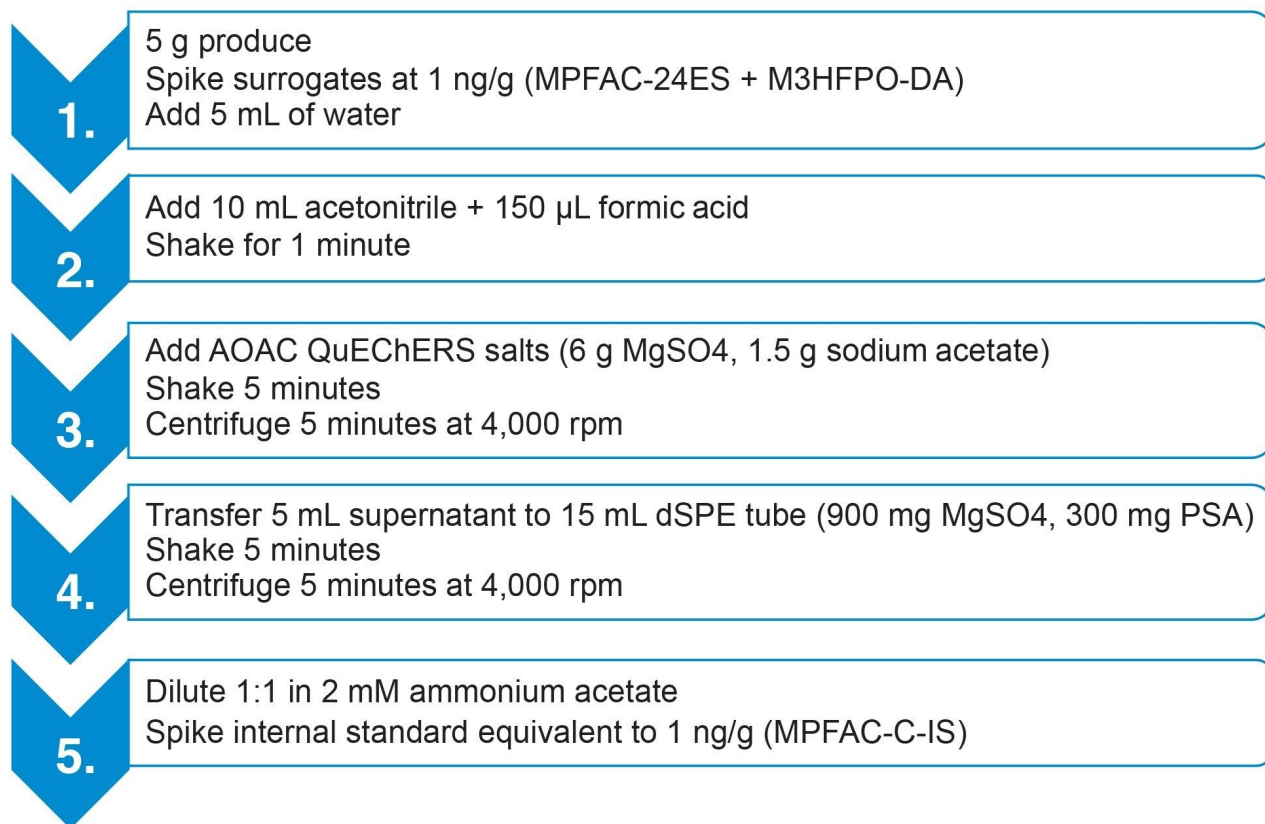 1.
5 g produce
Spike surrogates at 1 ng/g (MPFAC-24ES + M3HFPO-DA)
Add 5 mL of water
2.
Add 10 mL acetonitrile + 150 µL formic acid
Shake for 1 minute
3.
Add AOAC QuEChERS salts (6 g MgSO4, 1.5 g sodium acetate)
Shake 5 minutes
Centrifuge 5 minutes at 4,000 rpm
4.
Transfer 5 mL supernatant to 15 mL dSPE tube (900 mg MgSO4, 300 mg PSA)
Shake 5 minutes
Centrifuge 5 minutes at 4,000 rpm
5.
Dilute 1:1 in 2 mM ammonium acetate
Spike internal standard equivalent to 1 ng/g (MPFAC-C-IS)